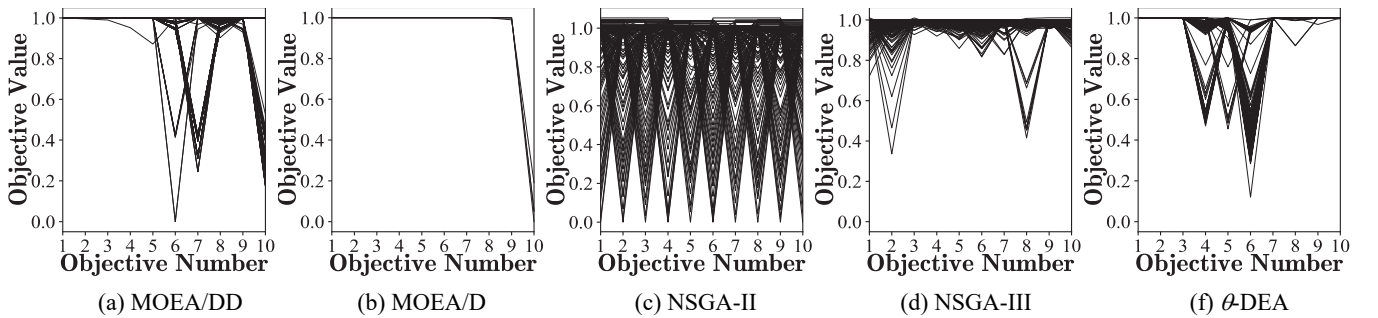 Objective Value
1.0
0.8
0.6
0.4
0.2
0.0
1 2 3 4 5 6 7 8 9 10
Objective Number
(a) MOEA/DD
Objective Value
1.0
0.8
0.6
0.4
0.2
0.0
1 2 3 4 5 6 7 8 9 10
Objective Number
(b) MOEA/D
Objective Value
1.0
0.8
0.6
0.4
0.2
0.0
1 2 3 4 5 6 7 8 9 10
Objective Number
(c) NSGA-II
Objective Value
1.0
0.8
0.6
0.4
0.2
0.0
1 2 3 4 5 6 7 8 9 10
Objective Number
(d) NSGA-III
Objective Value
1.0
0.8
0.6
0.4
0.2
0.0
1 2 3 4 5 6 7 8 9 10
Objective Number
(f) θ-DEA